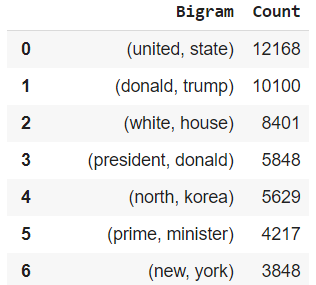 Bigram Count
0 (united, state) 12168
1 (donald, trump) 10100
2 (white, house) 8401
3 (president, donald) 5848
4 (north, korea) 5629
5 (prime, minister) 4217
6 (new, york) 3848